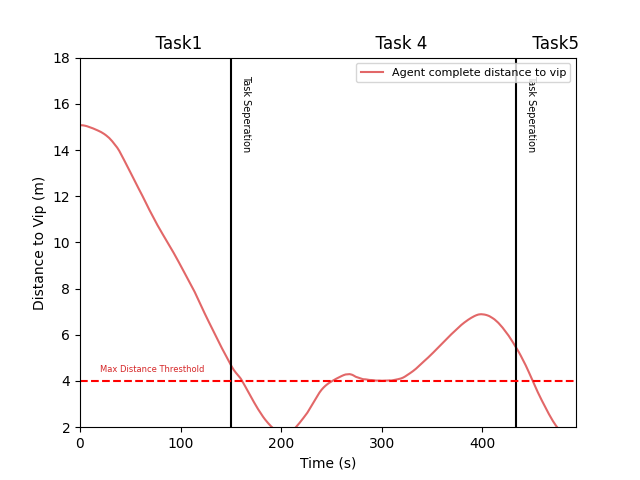 Task1 Task 4 Task5
Agent complete distance to vip
Task Seperation
Task Seperation
Max Distance Thresthold
Distance to Vip (m)
18
16
14
12
10
8
6
4
2
0 100 200 300 400
Time (s)